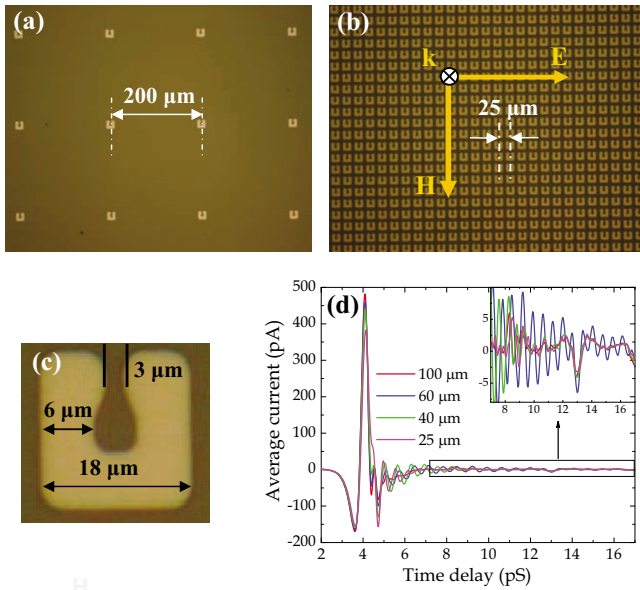 (a)
200 µm
(b)
k
E
25
µm
H
(c)
3 µm
6 µm
18 µm
(d)
Average current (pA)
500
400
300
200
100
0
-100
-200
2 4 6 8 10 12 14 16
Time delay (pS)
100 µm
60 µm
40 µm
25 µm
5
0
-5
8 10 12 14 16
H